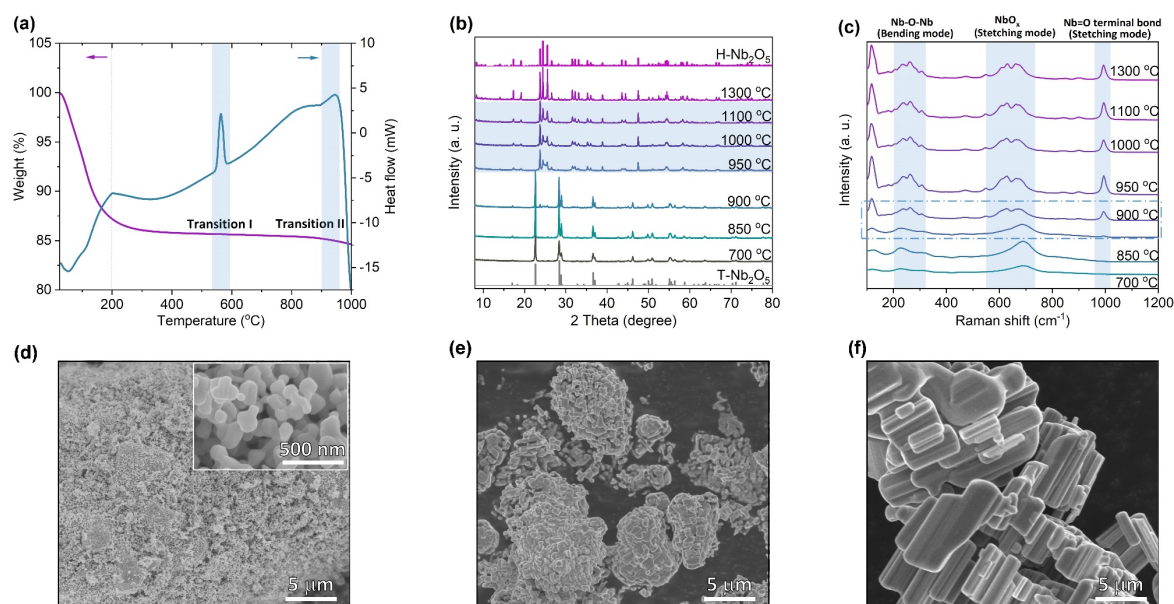 (a)
105
100
95
90
85
80
Weight (%)
10
5
0
-5
-10
-15
Heat flow (mW)
Transition I
Transition II
0
200
400
600
800
1000
Temperature (°C)
(b)
H-Nb₂O₅
1300 °C
1100 °C
1000 °C
950 °C
900 °C
850 °C
700 °C
T-Nb₂O₅
Intensity (a. u.)
10
20
30
40
50
60
70
80
2 Theta (degree)
(c)
Nb-O-Nb
(Bending mode)
NbOₓ
(Stetching mode)
Nb=O terminal bond
(Stetching mode)
1300 °C
1100 °C
1000 °C
950 °C
900 °C
850 °C
700 °C
Intensity (a. u.)
200
400
600
800
1000
1200
Raman shift (cm⁻¹)
(d)
500 nm
5 μm
(e)
5 μm
(f)
5 μm